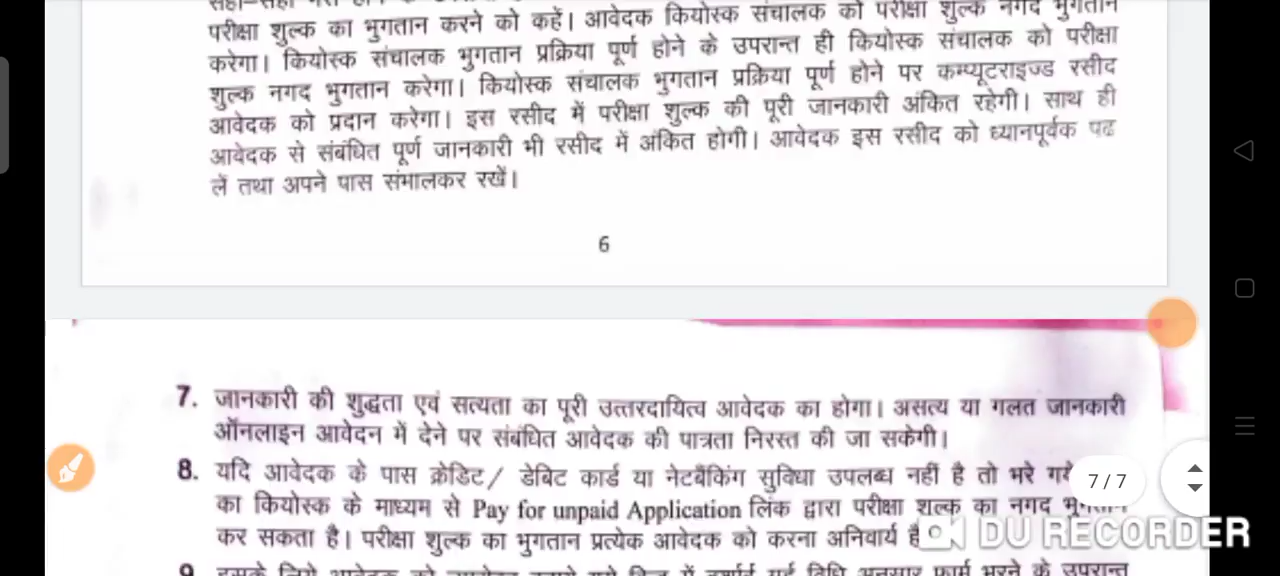 परीक्षा शुल्क का भुगतान करने को कहें। आवेदक कियोस्क संचालक को परीक्षा शुल्क नगद भुगतान
करेगा। कियोस्क संचालक भुगतान प्रक्रिया पूर्ण होने के उपरान्त ही कियोस्क संचालक को परीक्षा
शुल्क नगद भुगतान करेगा। कियोस्क संचालक भुगतान प्रक्रिया पूर्ण होने पर कम्प्यूटराइज्ड रसीद
आवेदक को प्रदान करेगा। इस रसीद में परीक्षा शुल्क की पूरी जानकारी अंकित रहेगी। साथ ही
आवेदक से संबंधित पूर्ण जानकारी भी रसीद में अंकित होगी। आवेदक इस रसीद को ध्यानपूर्वक पढ
लें तथा अपने पास संभालकर रखें।
6
7. जानकारी की शुद्धता एवं सत्यता का पूरी उत्तरदायित्व आवेदक का होगा। असत्य या गलत जानकारी
ऑनलाइन आवेदन में देने पर संबंधित आवेदक की पात्रता निरस्त की जा सकेगी।
8. यदि आवेदक के पास क्रेडिट/ डेबिट कार्ड या नेटबैंकिंग सुविधा उपलब्ध नहीं है तो भरे
7/7
का कियोस्क के माध्यम से Pay for unpaid Application लिंक द्वारा परीक्षा शल्क का नगद
कर सकता है। परीक्षा शुल्क का भुगतान प्रत्येक आवेदक को करना अनिवार्य है
DU RECORDER